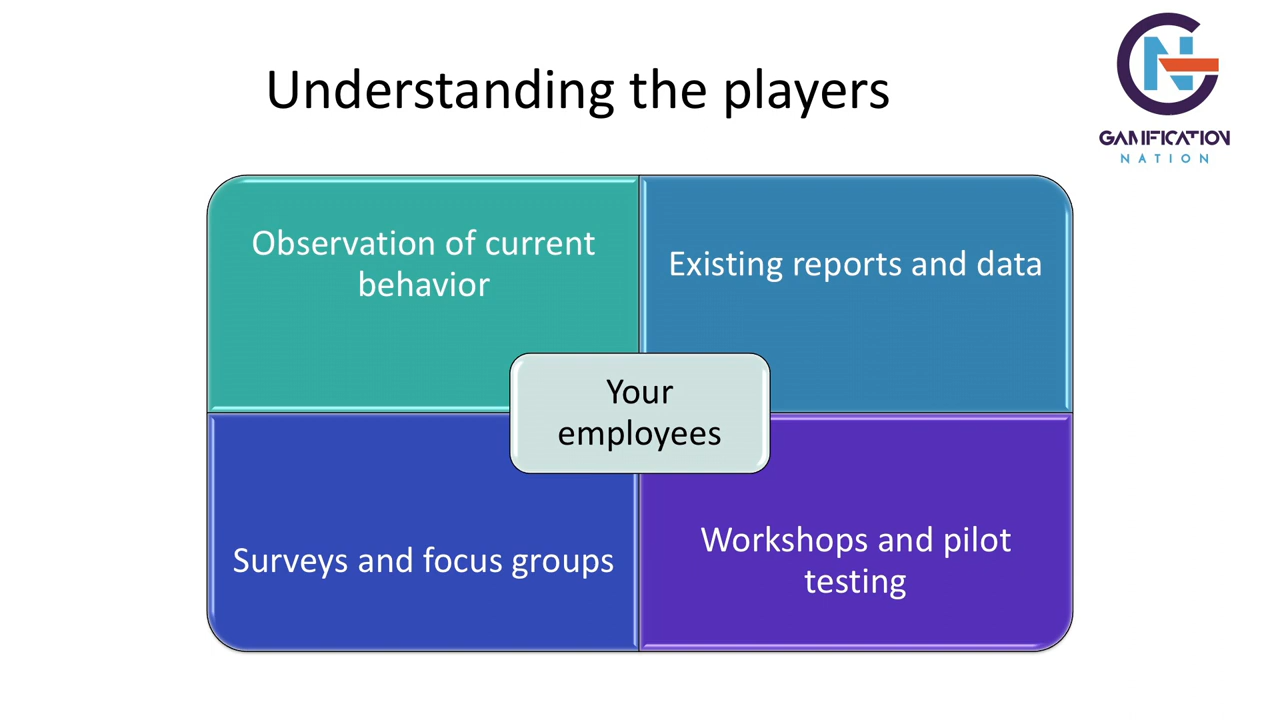 Understanding the players
GAMIFICATION
NATION
Observation of current
behavior
Existing reports and data
Your
employees
Surveys and focus groups
Workshops and pilot
testing